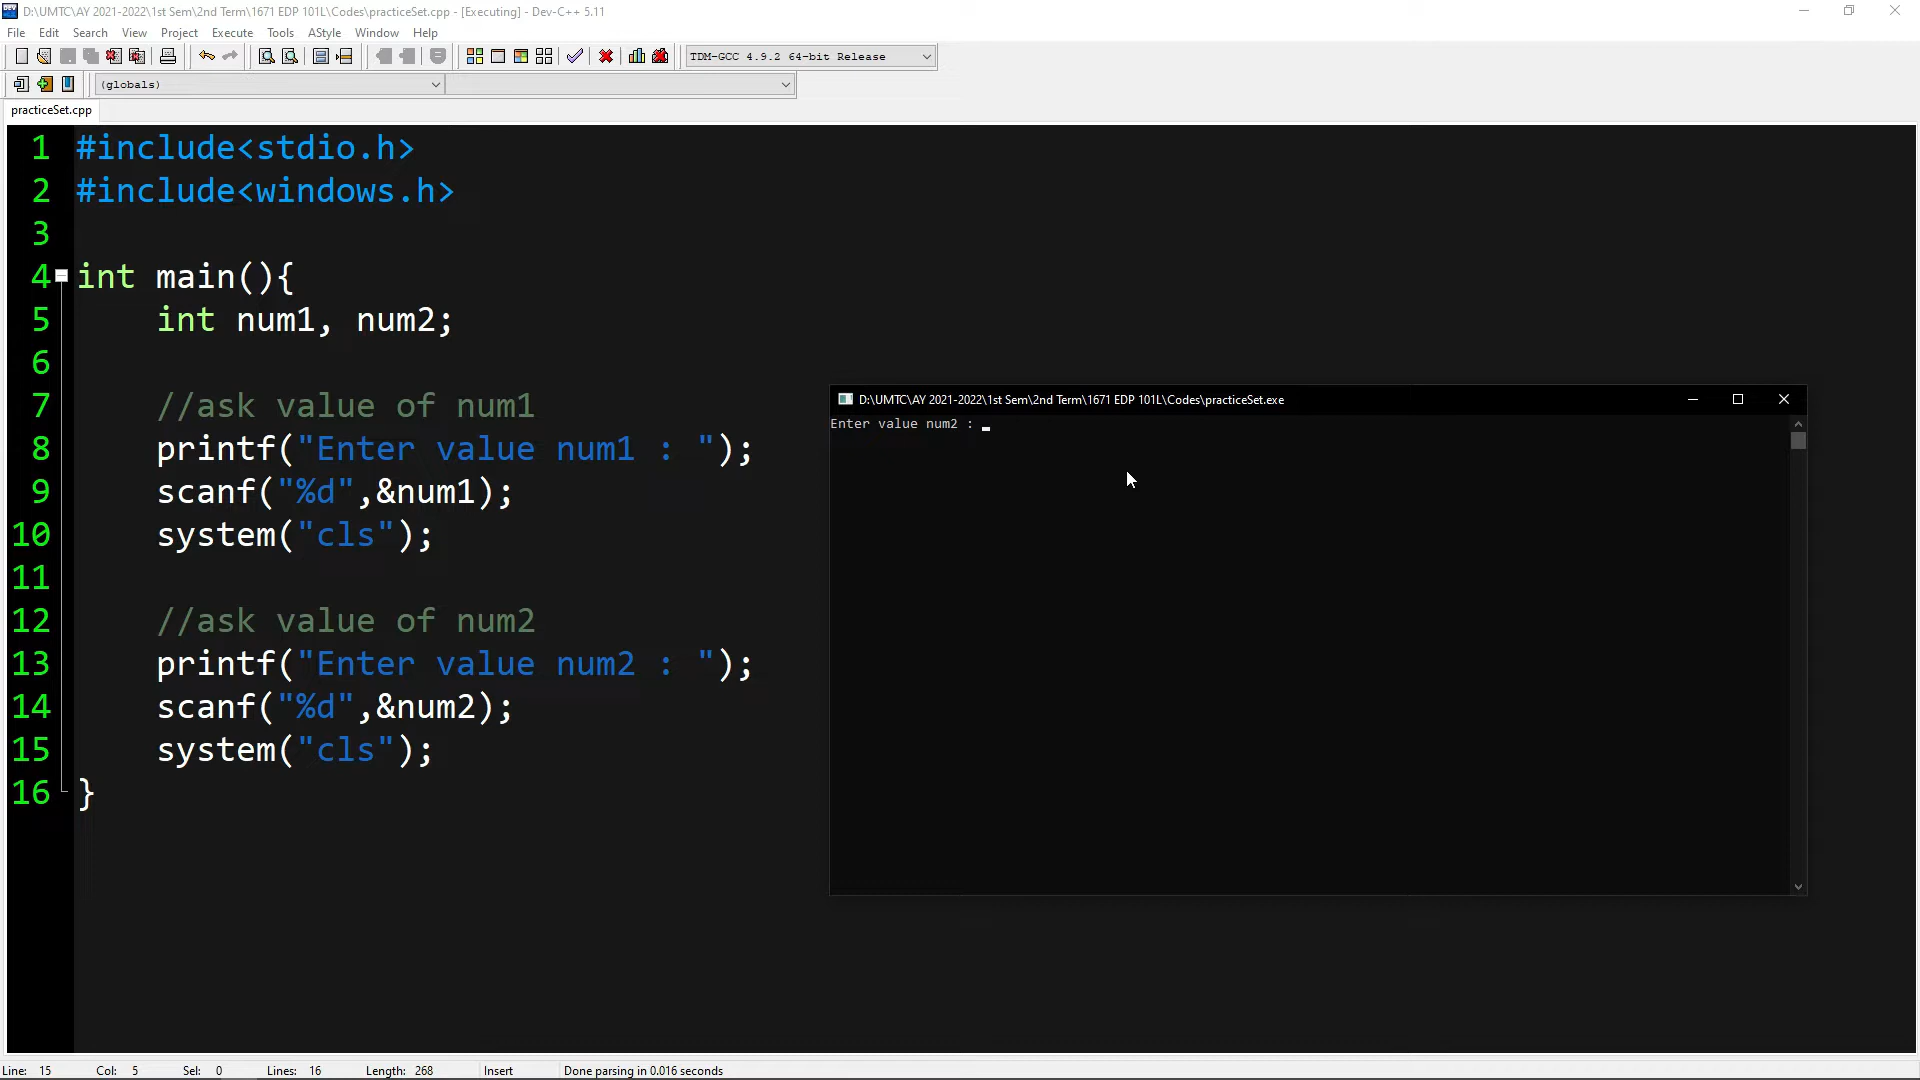 D:\UMTC\AY 2021-2022\1st Sem\2nd Term\1671 EDP 101L\Codes\practiceSet.cpp - [Executing] - Dev-C++ 5.11
File Edit Search View Project Execute Tools AStyle Window Help
TDM-GCC 4.9.2 64-bit Release
(globals)
practiceSet.cpp
1 #include<stdio.h>
2 #include<windows.h>
3
4 int main(){
5 int num1, num2;
6
7 //ask value of num1
8 printf("Enter value num1 : ");
9 scanf("%d",&num1);
10 system("cls");
11
12 //ask value of num2
13 printf("Enter value num2 : ");
14 scanf("%d",&num2);
15 system("cls");
16 }
D:\UMTC\AY 2021-2022\1st Sem\2nd Term\1671 EDP 101L\Codes\practiceSet.exe
Enter value num2 : _
Line: 15 Col: 5 Sel: 0 Lines: 16 Length: 268 Insert Done parsing in 0.016 seconds